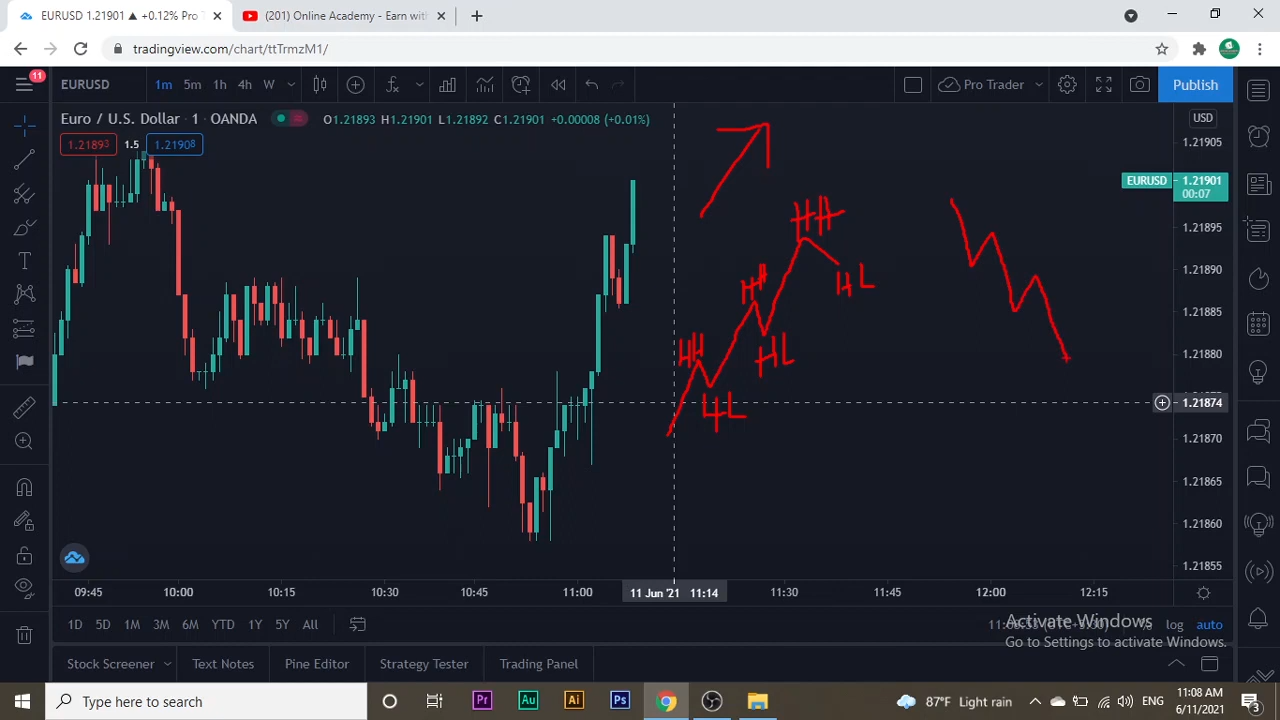 EURUSD 1.21901 ▲ +0.12% Pro T
(201) Online Academy - Earn with
tradingview.com/chart/ttTrmzM1/
11
EURUSD 1m 5m 1h 4h W Pro Trader Publish
Euro / U.S. Dollar · 1 · OANDA O1.21893 H1.21901 L1.21892 C1.21901 +0.00008 (+0.01%) USD
1.21893 1.5 1.21908
1.21905
EURUSD 1.21901
00:07
1.21895
1.21890
1.21885
1.21880
1.21874
1.21870
1.21865
1.21860
1.21855
HH
HL
HH
HL
HH
HL
09:45 10:00 10:15 10:30 10:45 11:00 11 Jun '21 11:14 11:30 11:45 12:00 12:15
1D 5D 1M 3M 6M YTD 1Y 5Y All % log auto
Activate Windows
Go to Settings to activate Windows.
Stock Screener Text Notes Pine Editor Strategy Tester Trading Panel
Type here to search Pr Au Ai Ps 87°F Light rain ENG 11:08 AM
6/11/2021 3